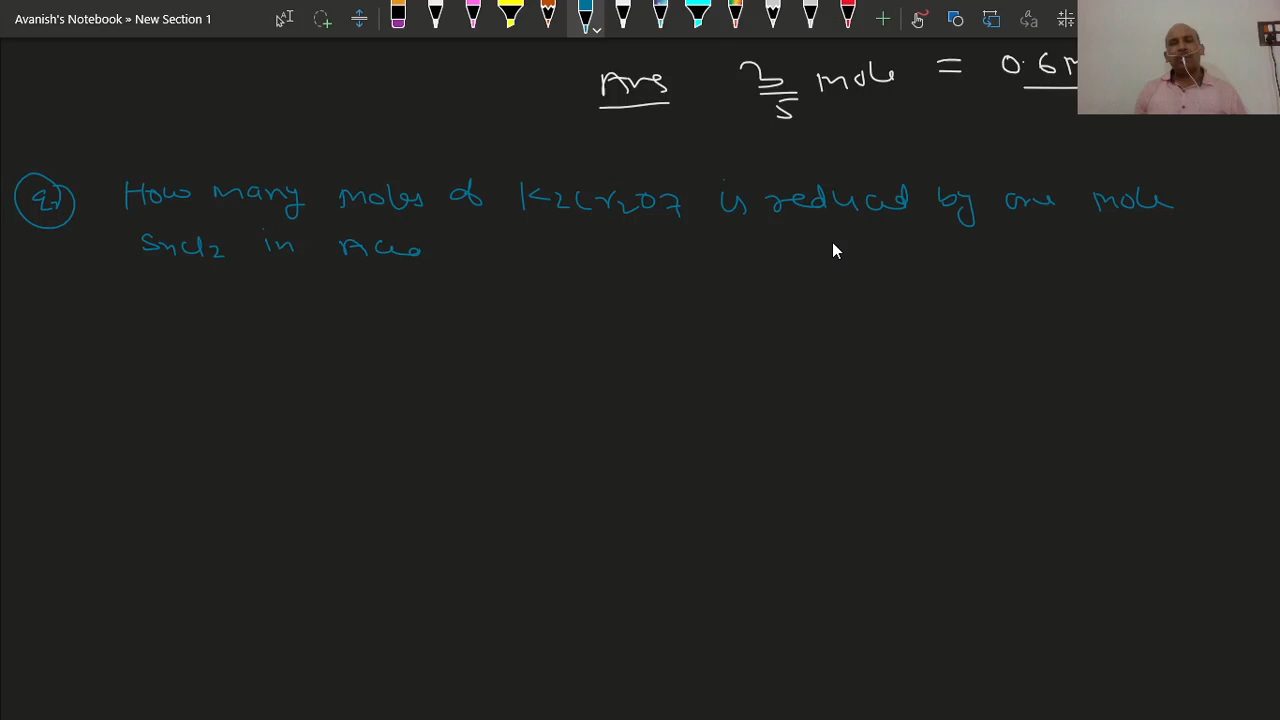 Avanish's Notebook » New Section 1
Ans 3/5 mole = 0.6 M
Q How many moles of K2Cr2O7 is reduced by one mole
SnCl2 in